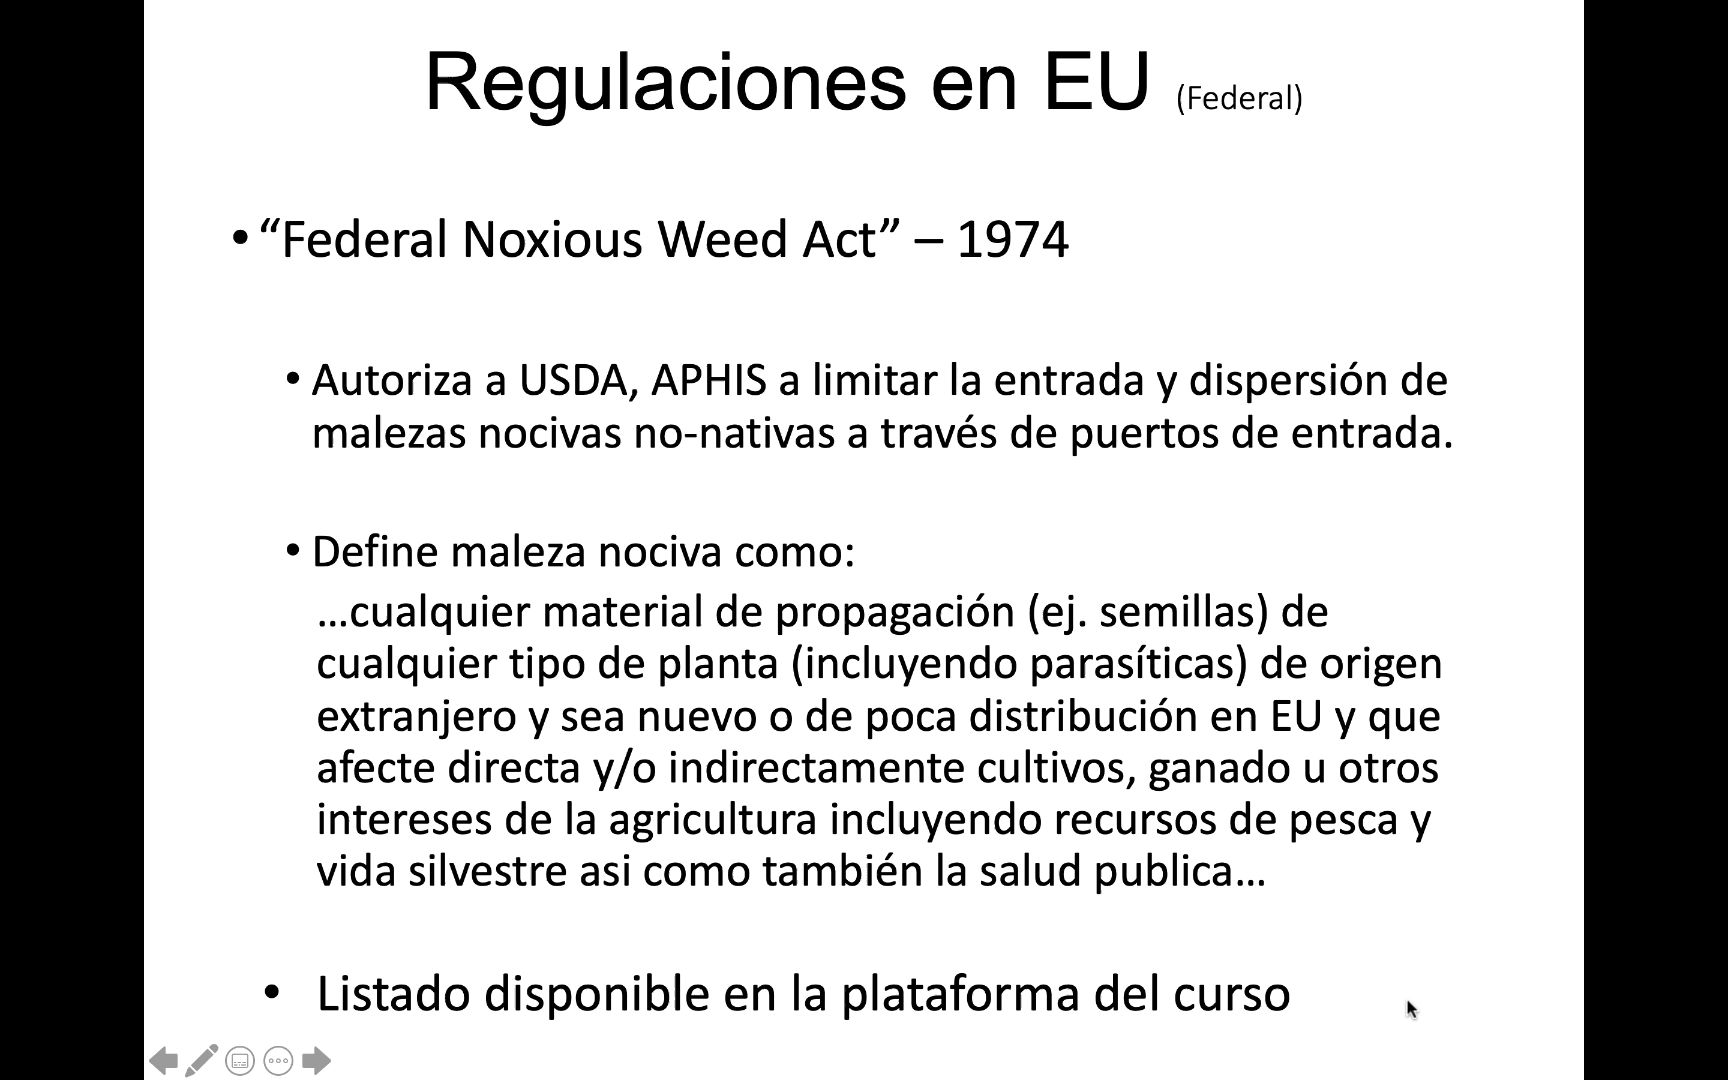 Regulaciones en EU (Federal)
• “Federal Noxious Weed Act” – 1974
• Autoriza a USDA, APHIS a limitar la entrada y dispersión de
malezas nocivas no-nativas a través de puertos de entrada.
• Define maleza nociva como:
…cualquier material de propagación (ej. semillas) de
cualquier tipo de planta (incluyendo parasíticas) de origen
extranjero y sea nuevo o de poca distribución en EU y que
afecte directa y/o indirectamente cultivos, ganado u otros
intereses de la agricultura incluyendo recursos de pesca y
vida silvestre asi como también la salud publica…
• Listado disponible en la plataforma del curso